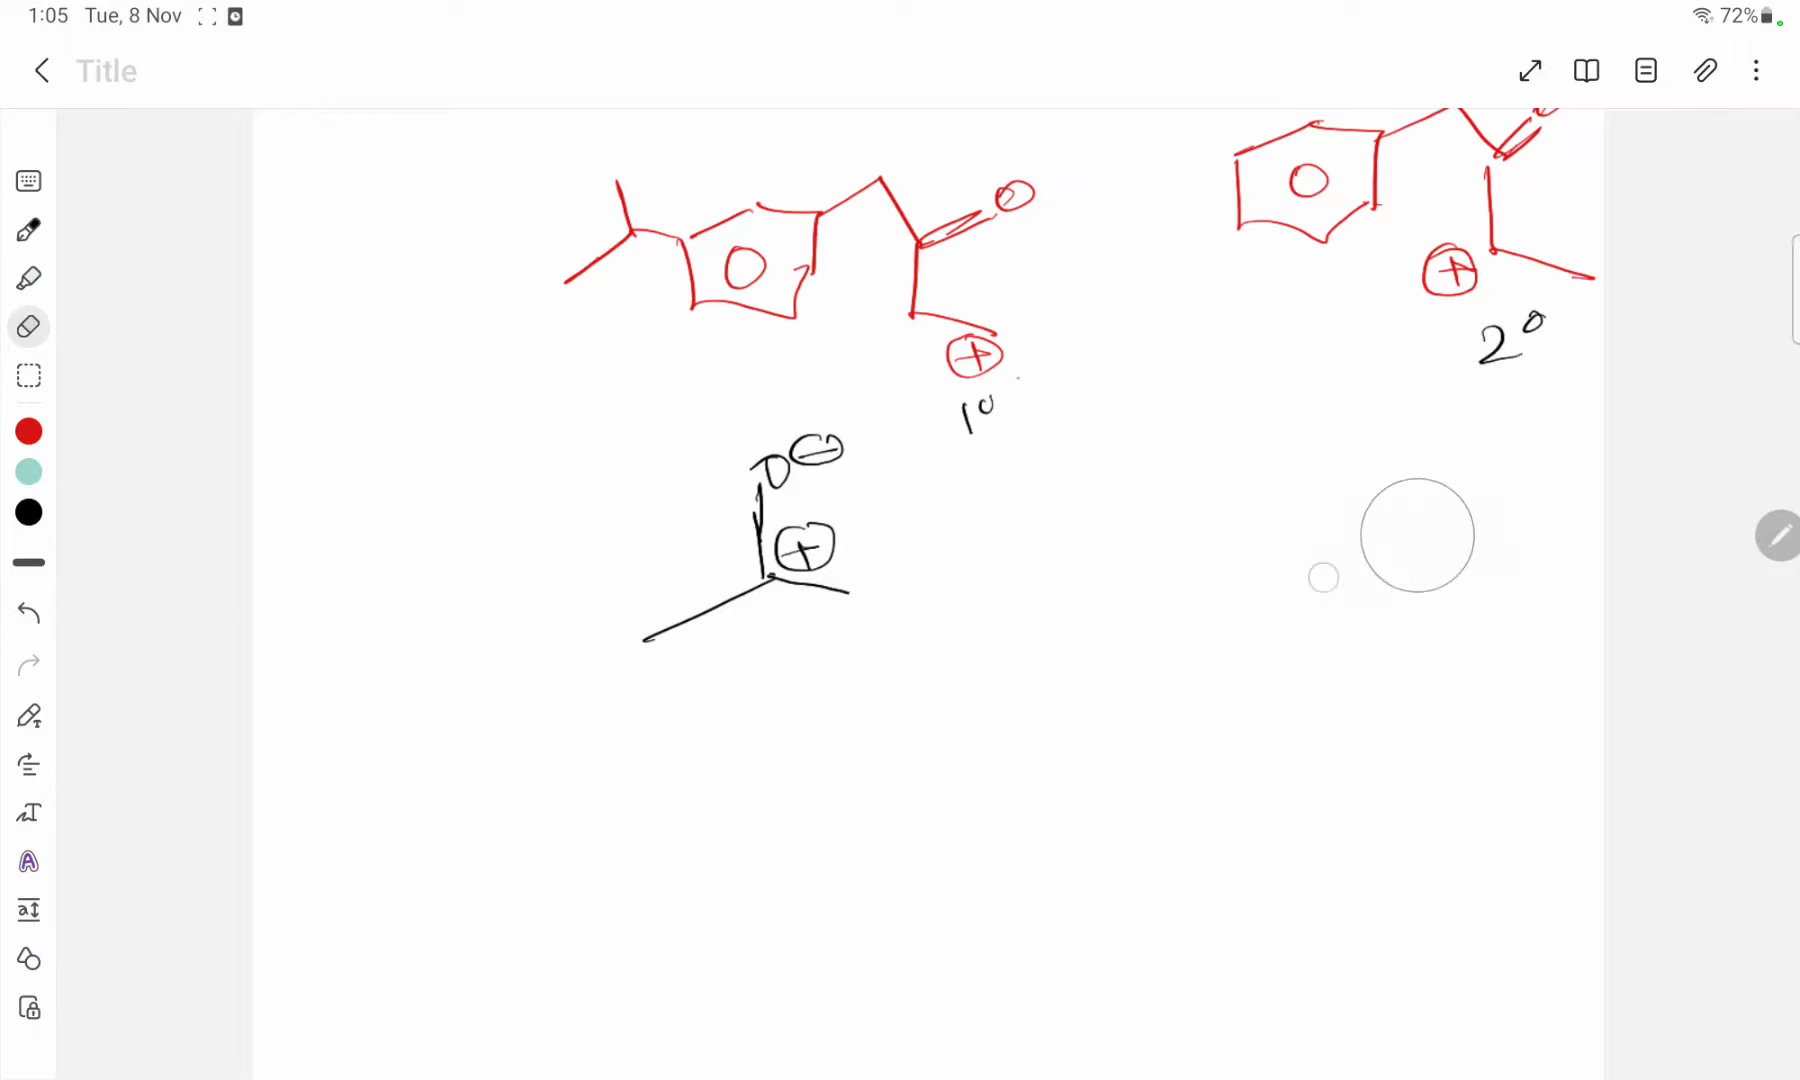 1:05 Tue, 8 Nov 72%
Title
O
O
⊕
2°
⊕
1°
O⊖
⊕